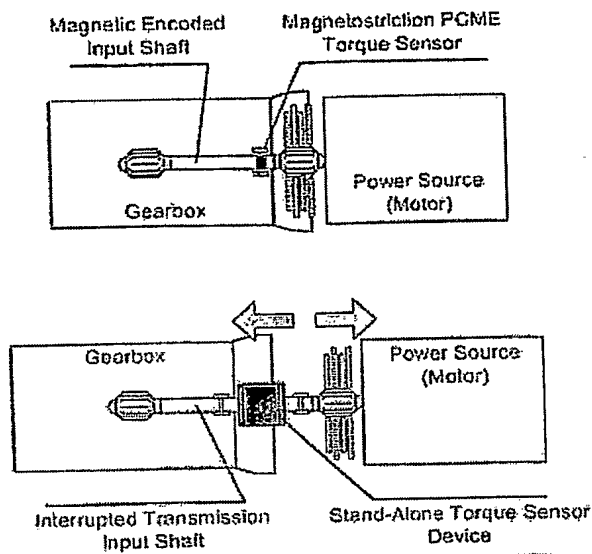 Magnetic Encoded
Input Shaft
Magnetostriction PCME
Torque Sensor
Gearbox
Power Source
(Motor)
Gearbox
Power Source
(Motor)
Interrupted Transmission
Input Shaft
Stand-Alone Torque Sensor
Device